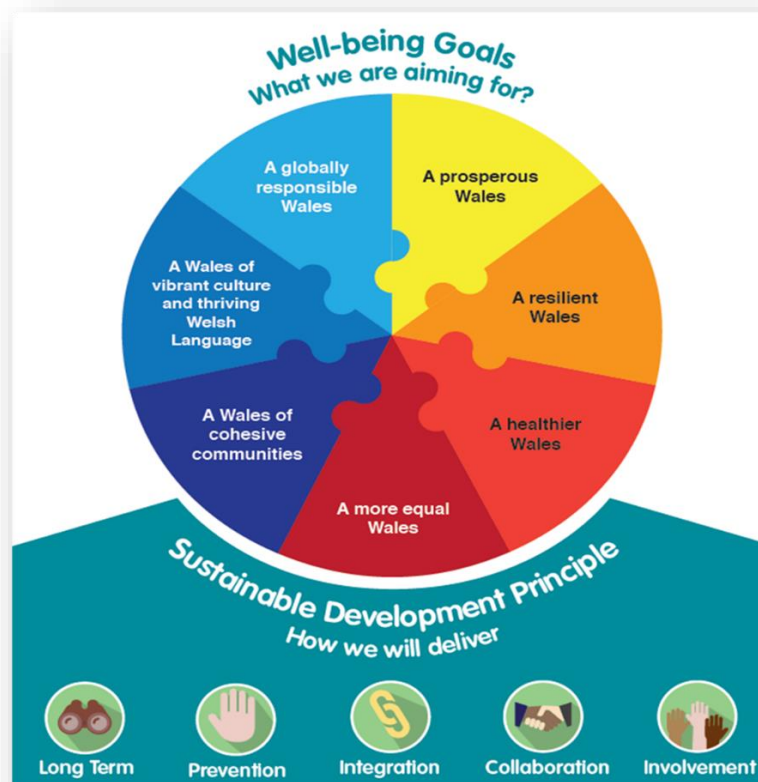 Well-being Goals
What we are aiming for?
A globally
responsible
Wales
A prosperous
Wales
A Wales of
vibrant culture
and thriving
Welsh
Language
A resilient
Wales
A Wales of
cohesive
communities
A healthier
Wales
A more equal
Wales
Sustainable Development Principle
How we will deliver
Long Term
Prevention
Integration
Collaboration
Involvement